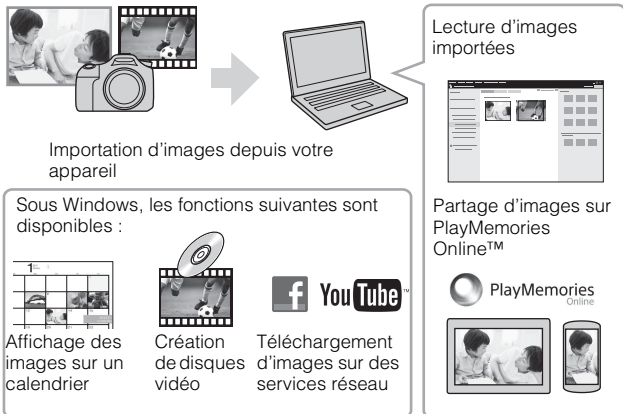 Importation d'images depuis votre
appareil
Lecture d'images
importées
Partage d'images sur
PlayMemories
Online™
PlayMemories
Online
Sous Windows, les fonctions suivantes sont
disponibles :
1
Affichage des
images sur un
calendrier
Création
de disques
vidéo
f YouTube™
Téléchargement
d'images sur des
services réseau